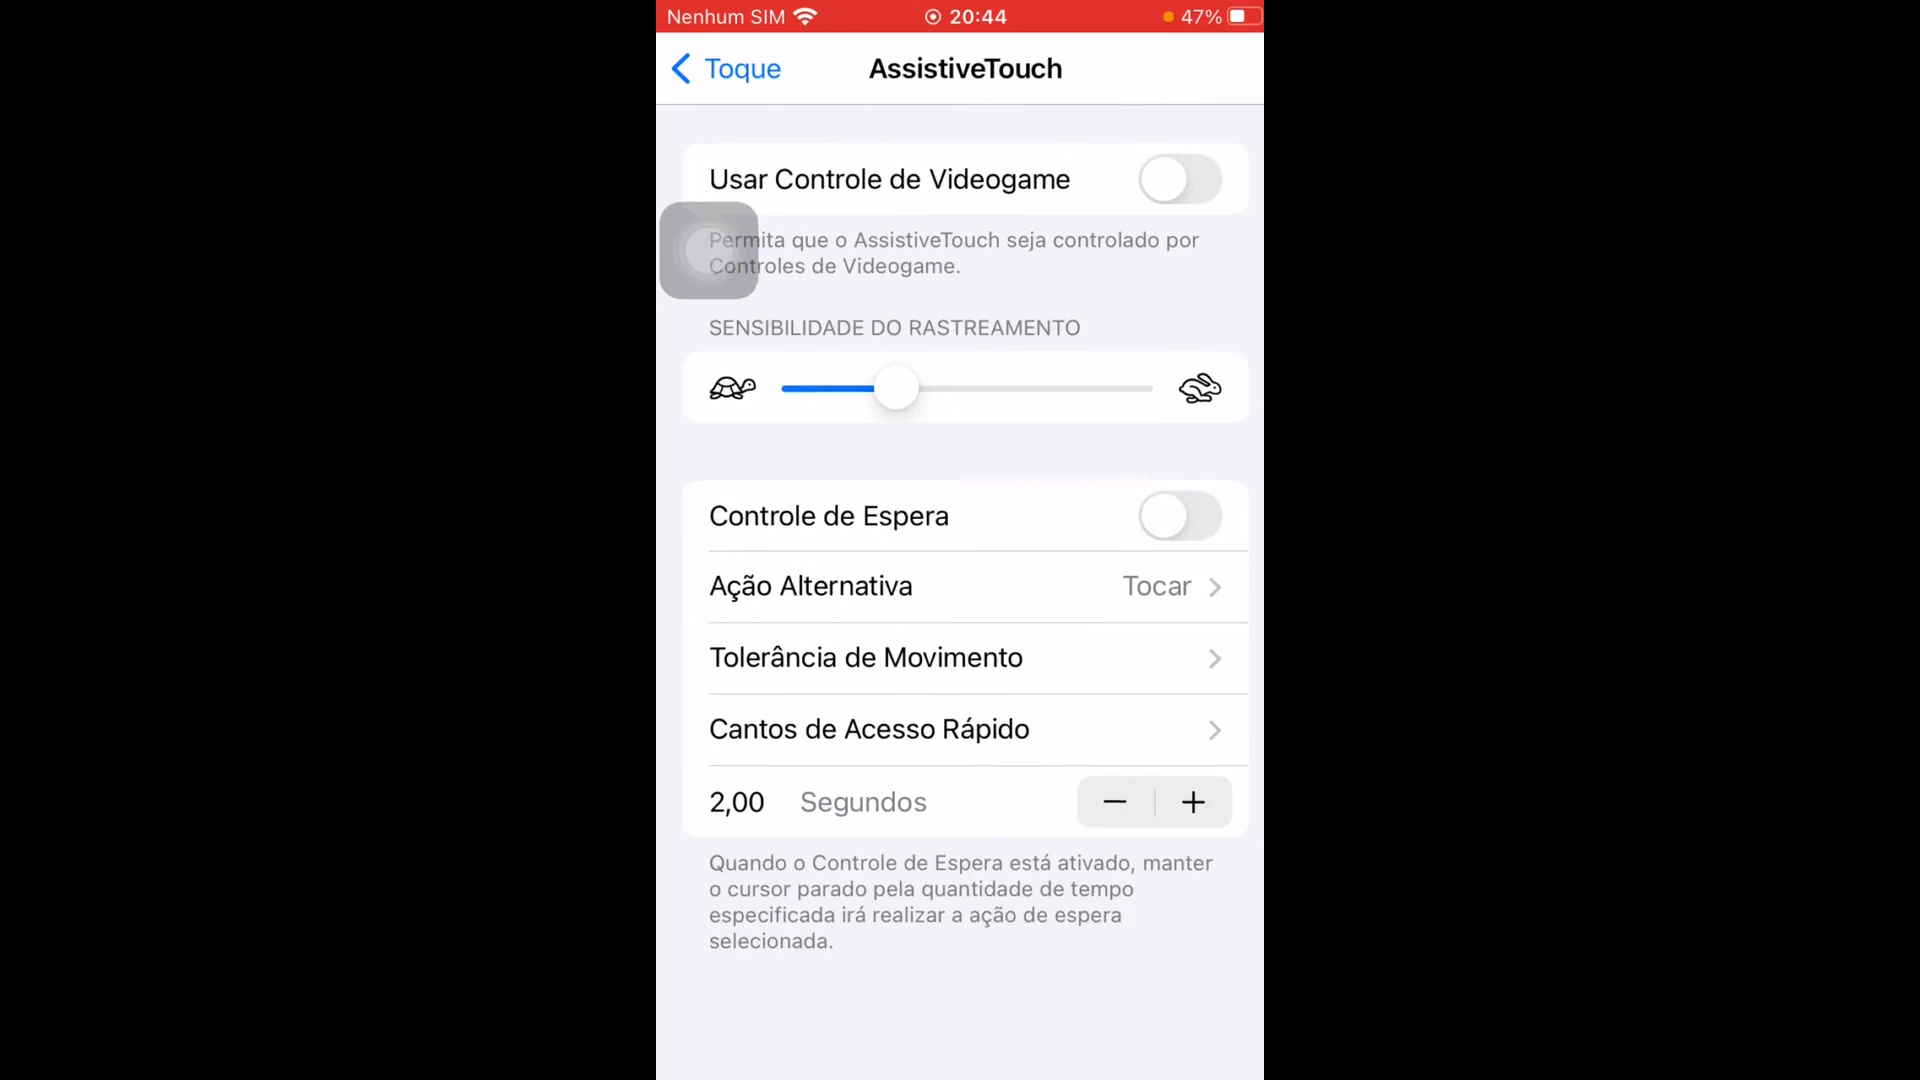 Nenhum SIM 20:44 47%
Toque AssistiveTouch
Usar Controle de Videogame
Permita que o AssistiveTouch seja controlado por
Controles de Videogame.
SENSIBILIDADE DO RASTREAMENTO
Controle de Espera
Ação Alternativa Tocar
Tolerância de Movimento
Cantos de Acesso Rápido
2,00 Segundos
Quando o Controle de Espera está ativado, manter
o cursor parado pela quantidade de tempo
especificada irá realizar a ação de espera
selecionada.